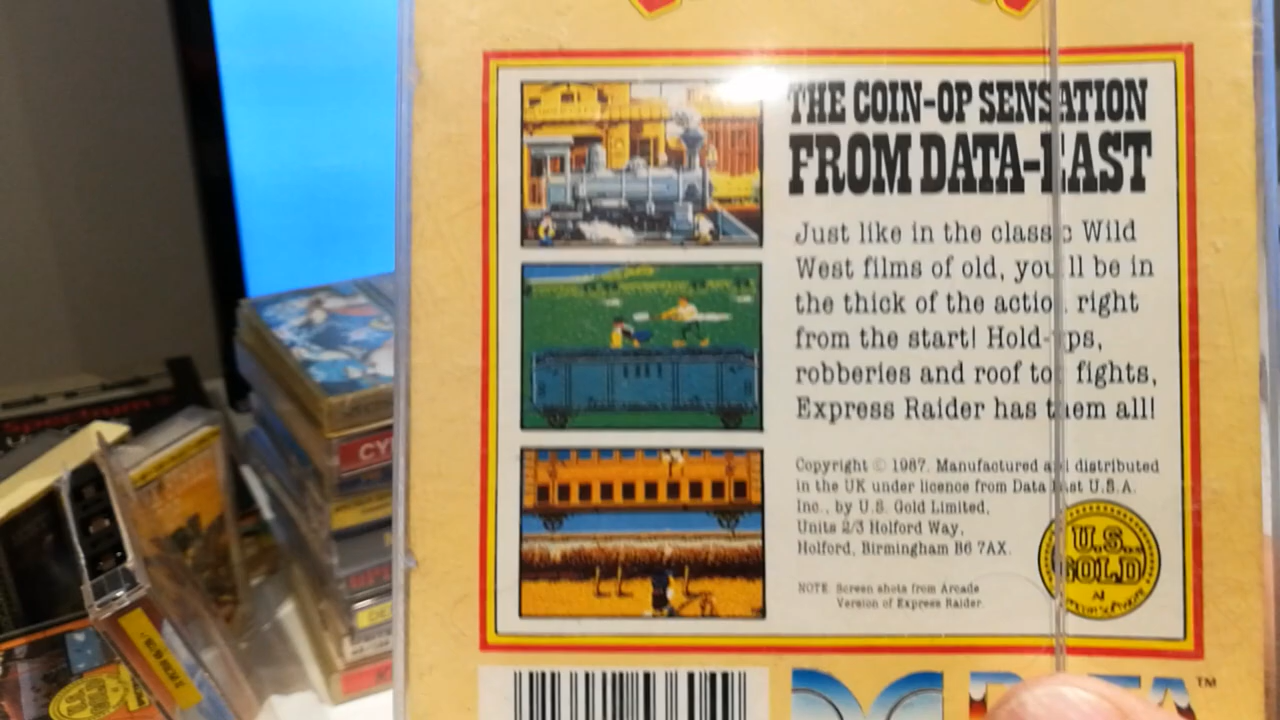 THE COIN-OP SENSATION
FROM DATA-EAST
Just like in the classic Wild
West films of old, you'll be in
the thick of the action right
from the start! Hold-ups,
robberies and roof top fights,
Express Raider has them all!
Copyright © 1987. Manufactured and distributed
in the UK under licence from Data East U.S.A.
Inc., by U.S. Gold Limited,
Units 2/3 Holford Way,
Holford, Birmingham B6 7AX.
NOTE Screen shots from Arcade
Version of Express Raider.
U.S.
GOLD
DATA TM
spectrum
CY